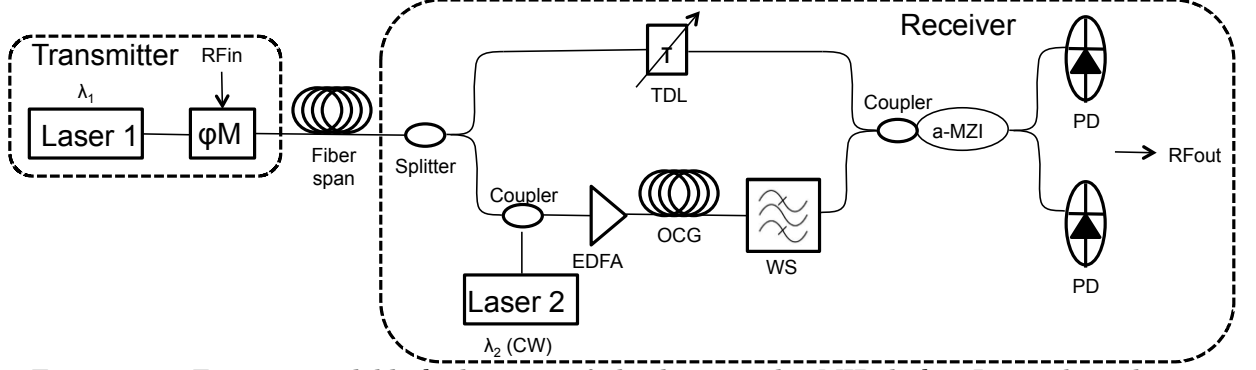 Transmitter
RFin
λ1
Laser 1
φM
Fiber
span
Receiver
T
TDL
Splitter
Coupler
EDFA
OCG
WS
Laser 2
λ2 (CW)
Coupler
a-MZI
PD
RFout
PD